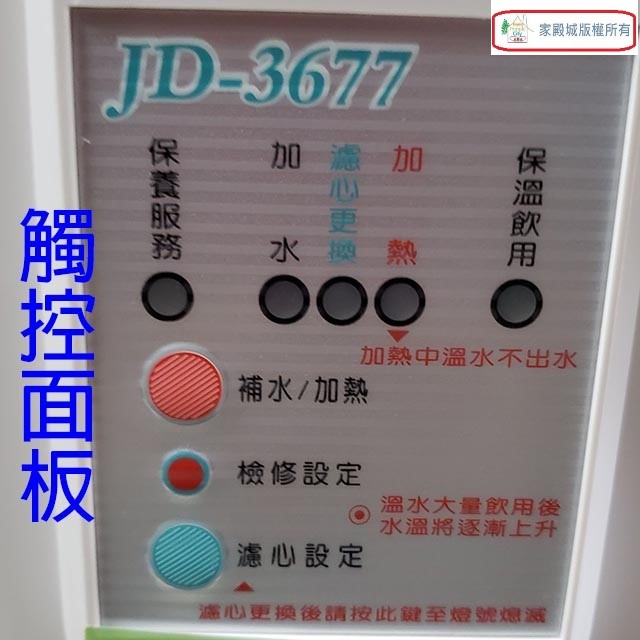 家殿城版權所有
JD-3677
保養服務
加水
濾心更換
加熱
保溫飲用
觸控面板
加熱中溫水不出水
補水/加熱
檢修設定
溫水大量飲用後
水溫將逐漸上升
濾心設定
濾心更換後請按此鍵至燈號熄滅